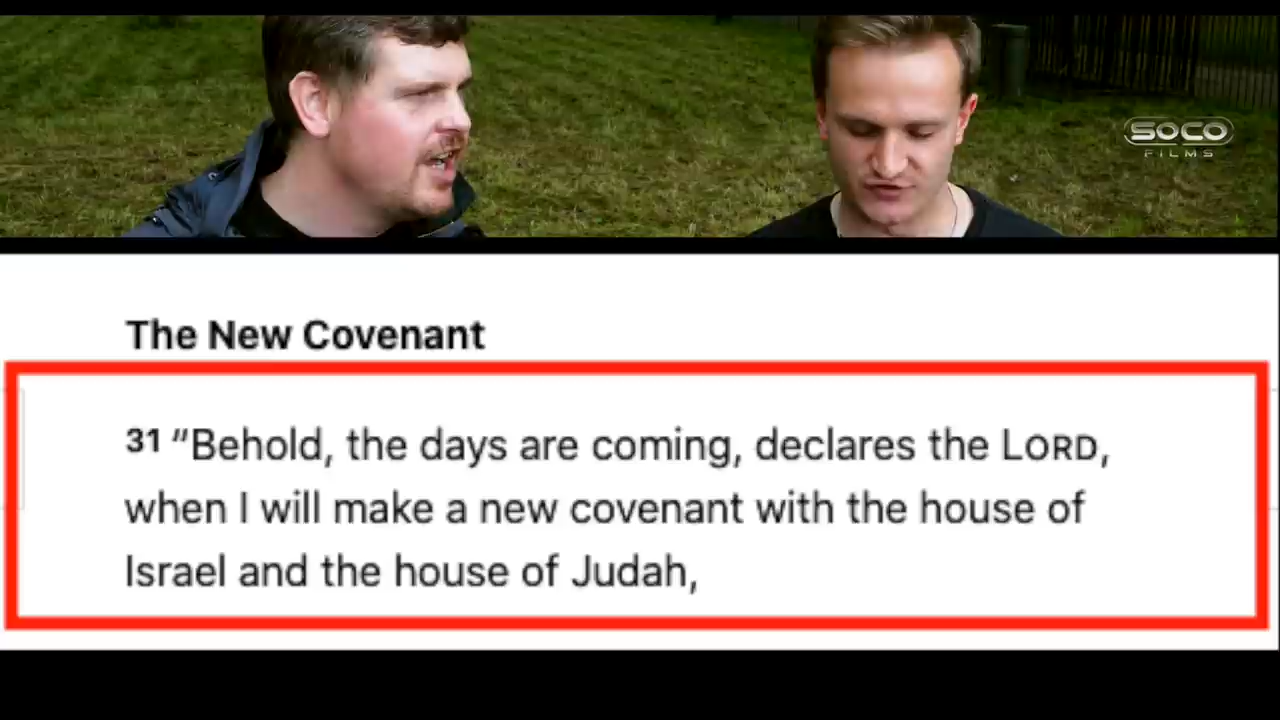 SOCO
FILMS
The New Covenant
31 “Behold, the days are coming, declares the LORD,
when I will make a new covenant with the house of
Israel and the house of Judah,